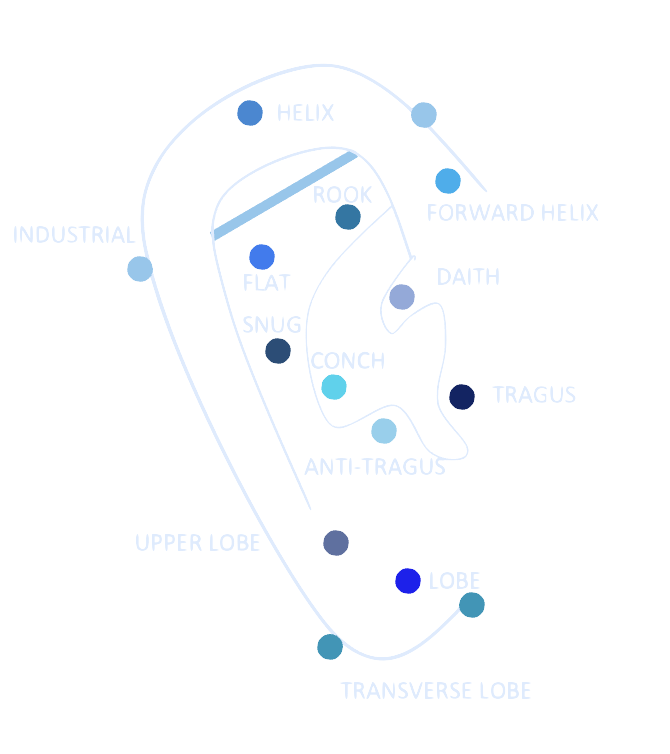 HELIX
ROOK
FORWARD HELIX
INDUSTRIAL
FLAT
DAITH
SNUG
CONCH
TRAGUS
ANTI-TRAGUS
UPPER LOBE
LOBE
TRANSVERSE LOBE